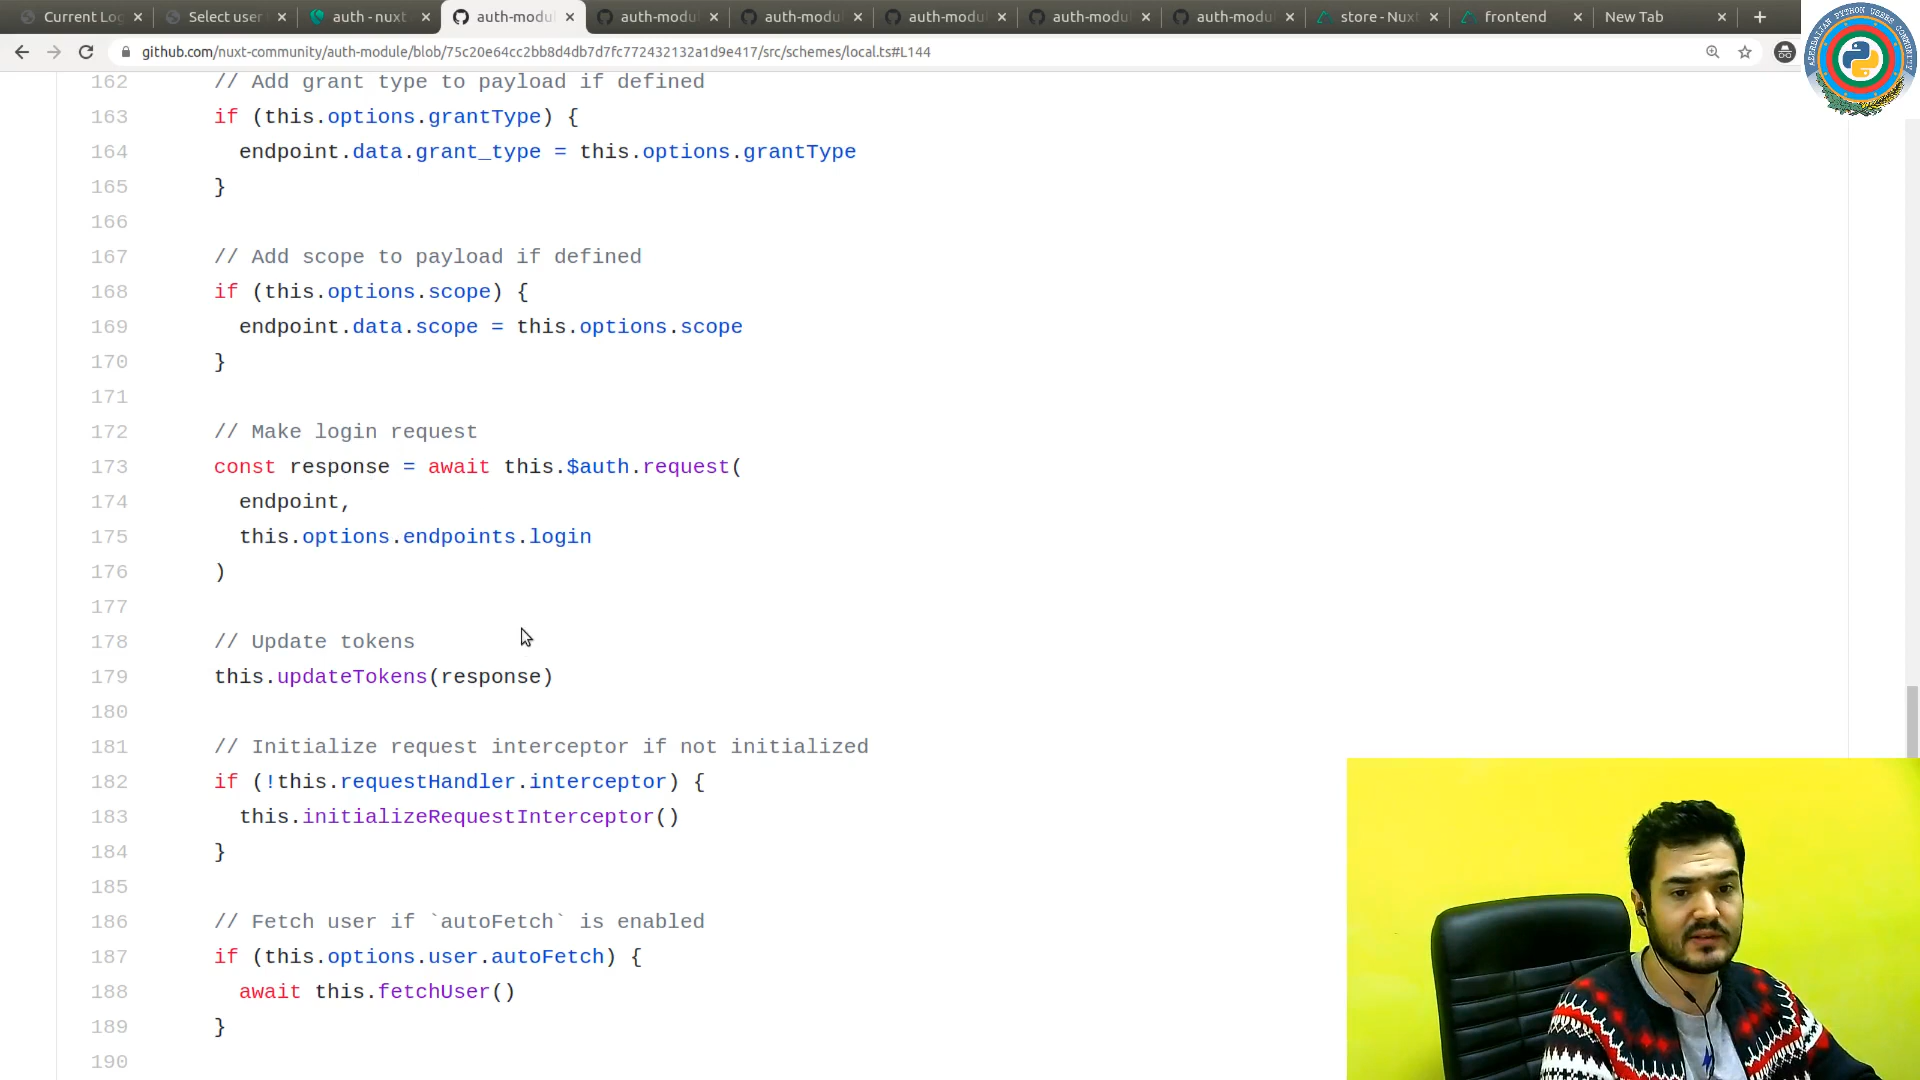 Current Lo
Select user
auth - nuxt
auth-modu
auth-modu
auth-modu
auth-modu
auth-modu
auth-modu
store - Nuxt
frontend
New Tab
github.com/nuxt-community/auth-module/blob/75c20e64cc2bb8d4db7d7fc772432132a1d9e417/src/schemes/local.ts#L144
AZERBAIJAN PYTHON USERS COMMUNITY
162 // Add grant type to payload if defined
163 if (this.options.grantType) {
164 endpoint.data.grant_type = this.options.grantType
165 }
166
167 // Add scope to payload if defined
168 if (this.options.scope) {
169 endpoint.data.scope = this.options.scope
170 }
171
172 // Make login request
173 const response = await this.$auth.request(
174 endpoint,
175 this.options.endpoints.login
176 )
177
178 // Update tokens
179 this.updateTokens(response)
180
181 // Initialize request interceptor if not initialized
182 if (!this.requestHandler.interceptor) {
183 this.initializeRequestInterceptor()
184 }
185
186 // Fetch user if `autoFetch` is enabled
187 if (this.options.user.autoFetch) {
188 await this.fetchUser()
189 }
190